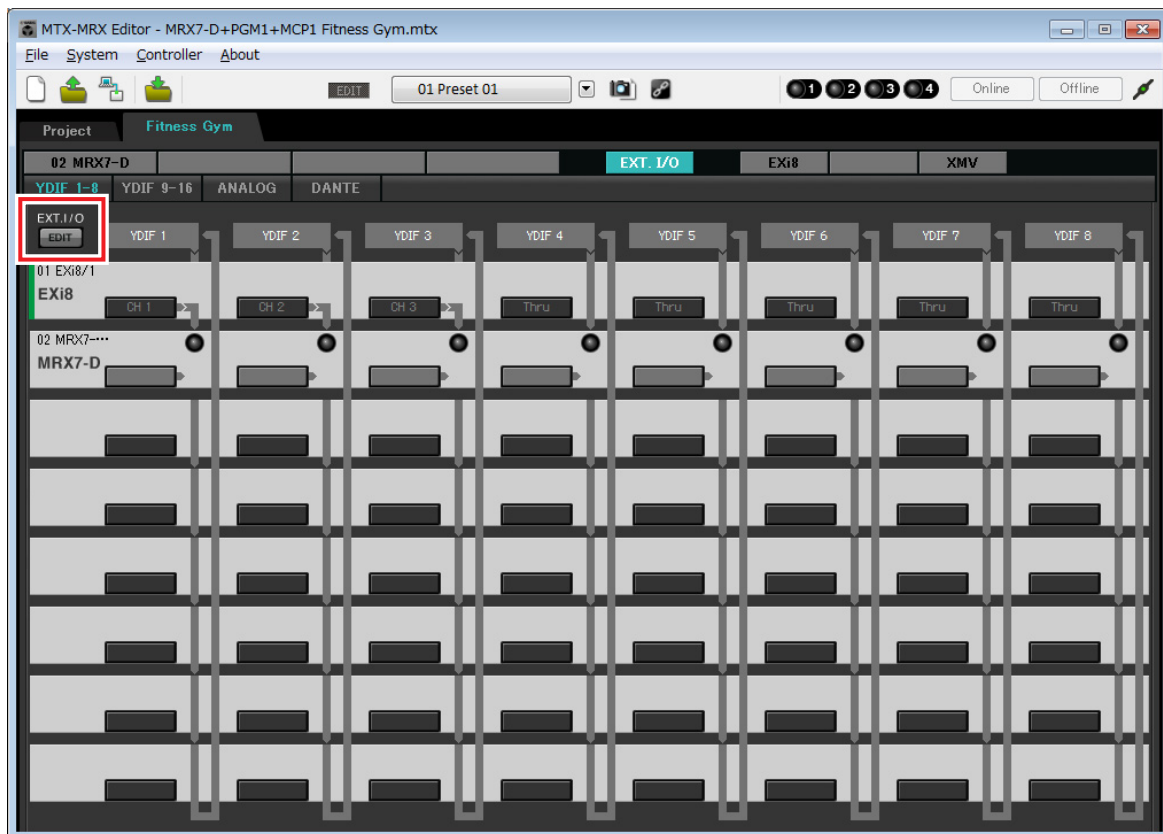 MTX-MRX Editor - MRX7-D+PGM1+MCP1 Fitness Gym.mtx
File System Controller About
EDIT 01 Preset 01 1 2 3 4 Online Offline
Project Fitness Gym
02 MRX7-D EXT. I/O EXi8 XMV
YDIF 1-8 YDIF 9-16 ANALOG DANTE
EXT.I/O
EDIT YDIF 1 YDIF 2 YDIF 3 YDIF 4 YDIF 5 YDIF 6 YDIF 7 YDIF 8
01 EXi8/1
EXi8
CH 1 CH 2 CH 3 Thru Thru Thru Thru Thru
02 MRX7-···
MRX7-D